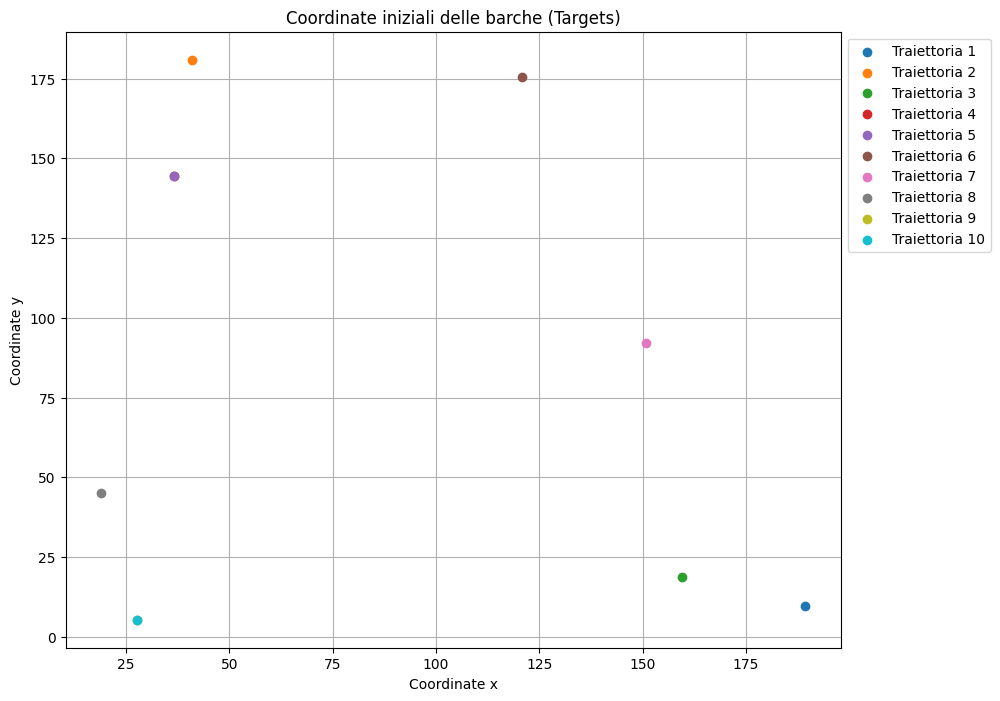 Coordinate iniziali delle barche (Targets)
Coordinate y
175
150
125
100
75
50
25
0
25
50
75
100
125
150
175
Coordinate x
Traiettoria 1
Traiettoria 2
Traiettoria 3
Traiettoria 4
Traiettoria 5
Traiettoria 6
Traiettoria 7
Traiettoria 8
Traiettoria 9
Traiettoria 10